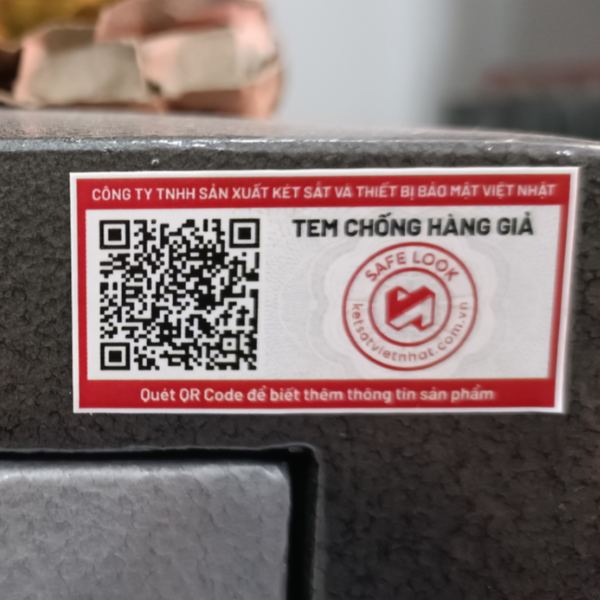 CÔNG TY TNHH SẢN XUẤT KÉT SẮT VÀ THIẾT BỊ BẢO MẬT VIỆT NHẬT
TEM CHỐNG HÀNG GIẢ
SAFE LOOK
ketsatvietnhat.com.vn
Quét QR Code để biết thêm thông tin sản phẩm